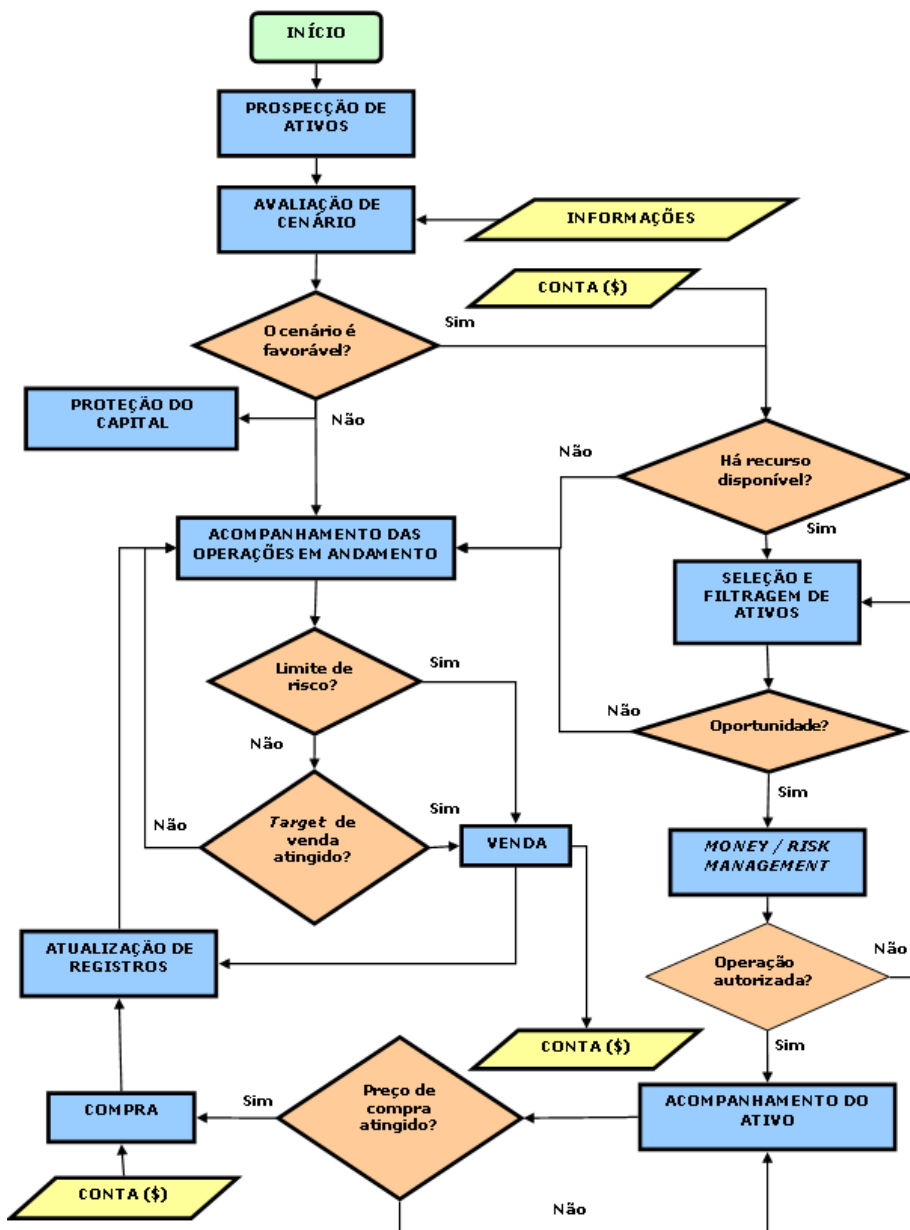 INÍCIO
PROSPECÇÃO DE
ATIVOS
AVALIAÇÃO DE
CENÁRIO
INFORMAÇÕES
CONTA ($)
O cenário é
favorável?
Sim
PROTEÇÃO DO
CAPITAL
Não
Há recurso
disponível?
Não
Sim
ACOMPANHAMENTO DAS
OPERAÇÕES EM ANDAMENTO
SELEÇÃO E
FILTRAGEM DE
ATIVOS
Limite de
risco?
Sim
Não
Oportunidade?
Não
Sim
Target de
venda
atingido?
Não
Sim
VENDA
MONEY / RISK
MANAGEMENT
ATUALIZAÇÃO DE
REGISTROS
Operação
autorizada?
Não
Sim
CONTA ($)
ACOMPANHAMENTO DO
ATIVO
Preço de
compra
atingido?
Sim
Não
COMPRA
CONTA ($)